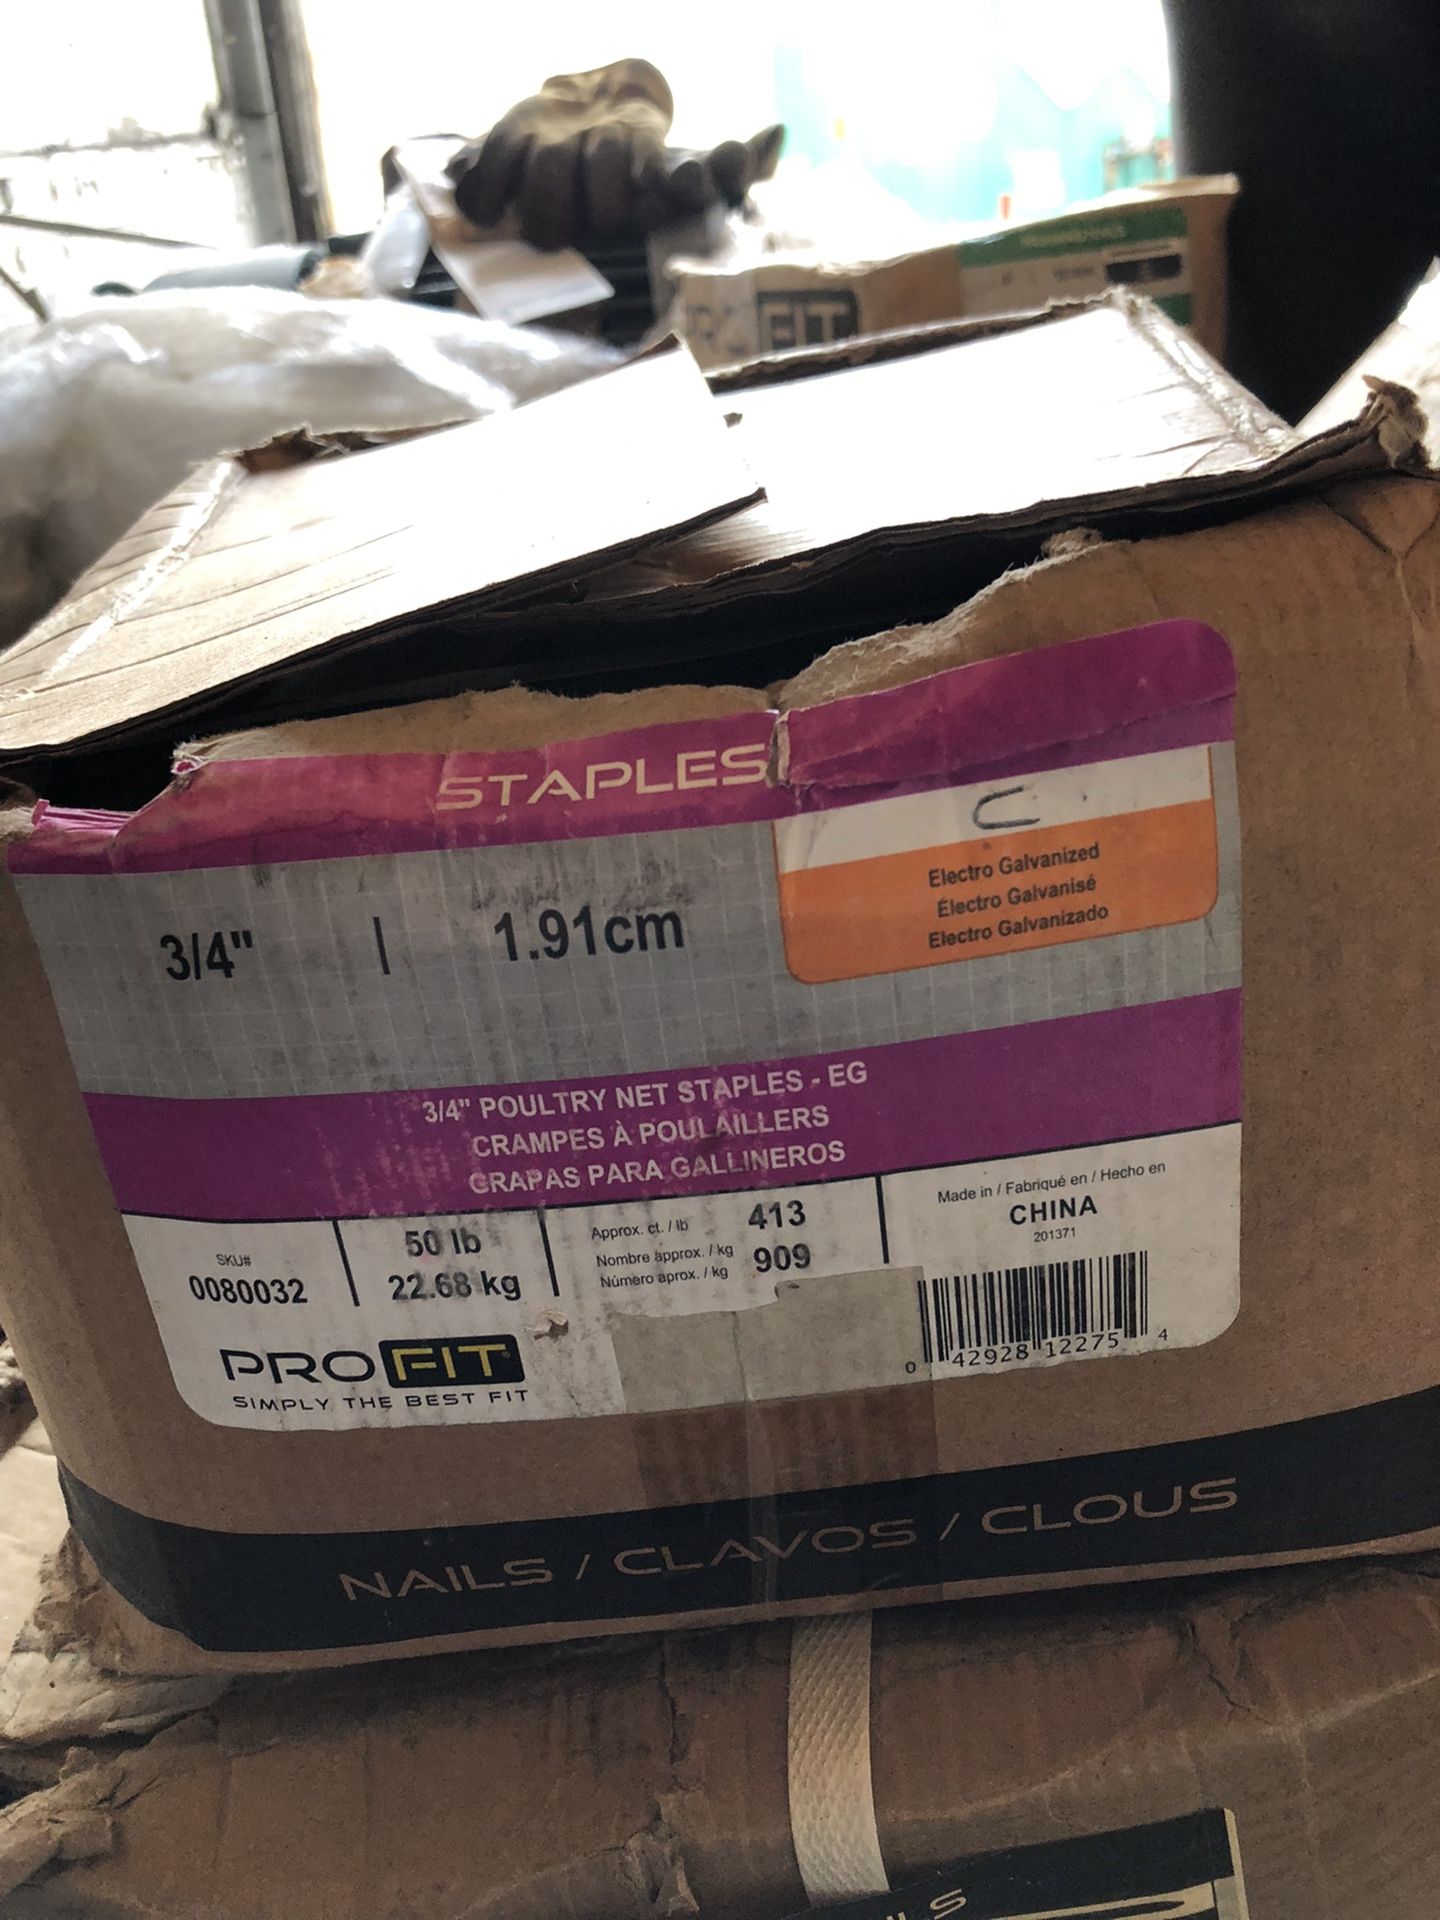 PROFIT
STAPLES
Electro Galvanized
Électro Galvanisé
Electro Galvanizado
3/4" | 1.91cm
3/4" POULTRY NET STAPLES - EG
CRAMPES À POULAILLERS
GRAPAS PARA GALLINEROS
SKU#
0080032
50 lb
22.68 kg
Approx. ct. / lb 413
Nombre approx. / kg 909
Número aprox. / kg
Made in / Fabriqué en / Hecho en
CHINA
201371
0 42928 12275 4
PROFIT
SIMPLY THE BEST FIT
NAILS / CLAVOS / CLOUS